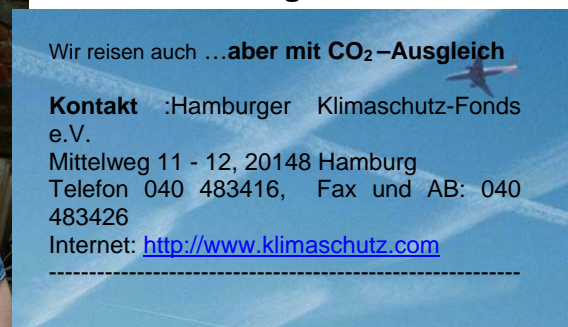 Wir reisen auch …aber mit CO₂ –Ausgleich
Kontakt :Hamburger Klimaschutz-Fonds
e.V.
Mittelweg 11 - 12, 20148 Hamburg
Telefon 040 483416, Fax und AB: 040
483426
Internet: http://www.klimaschutz.com
-----------------------------------------------------------